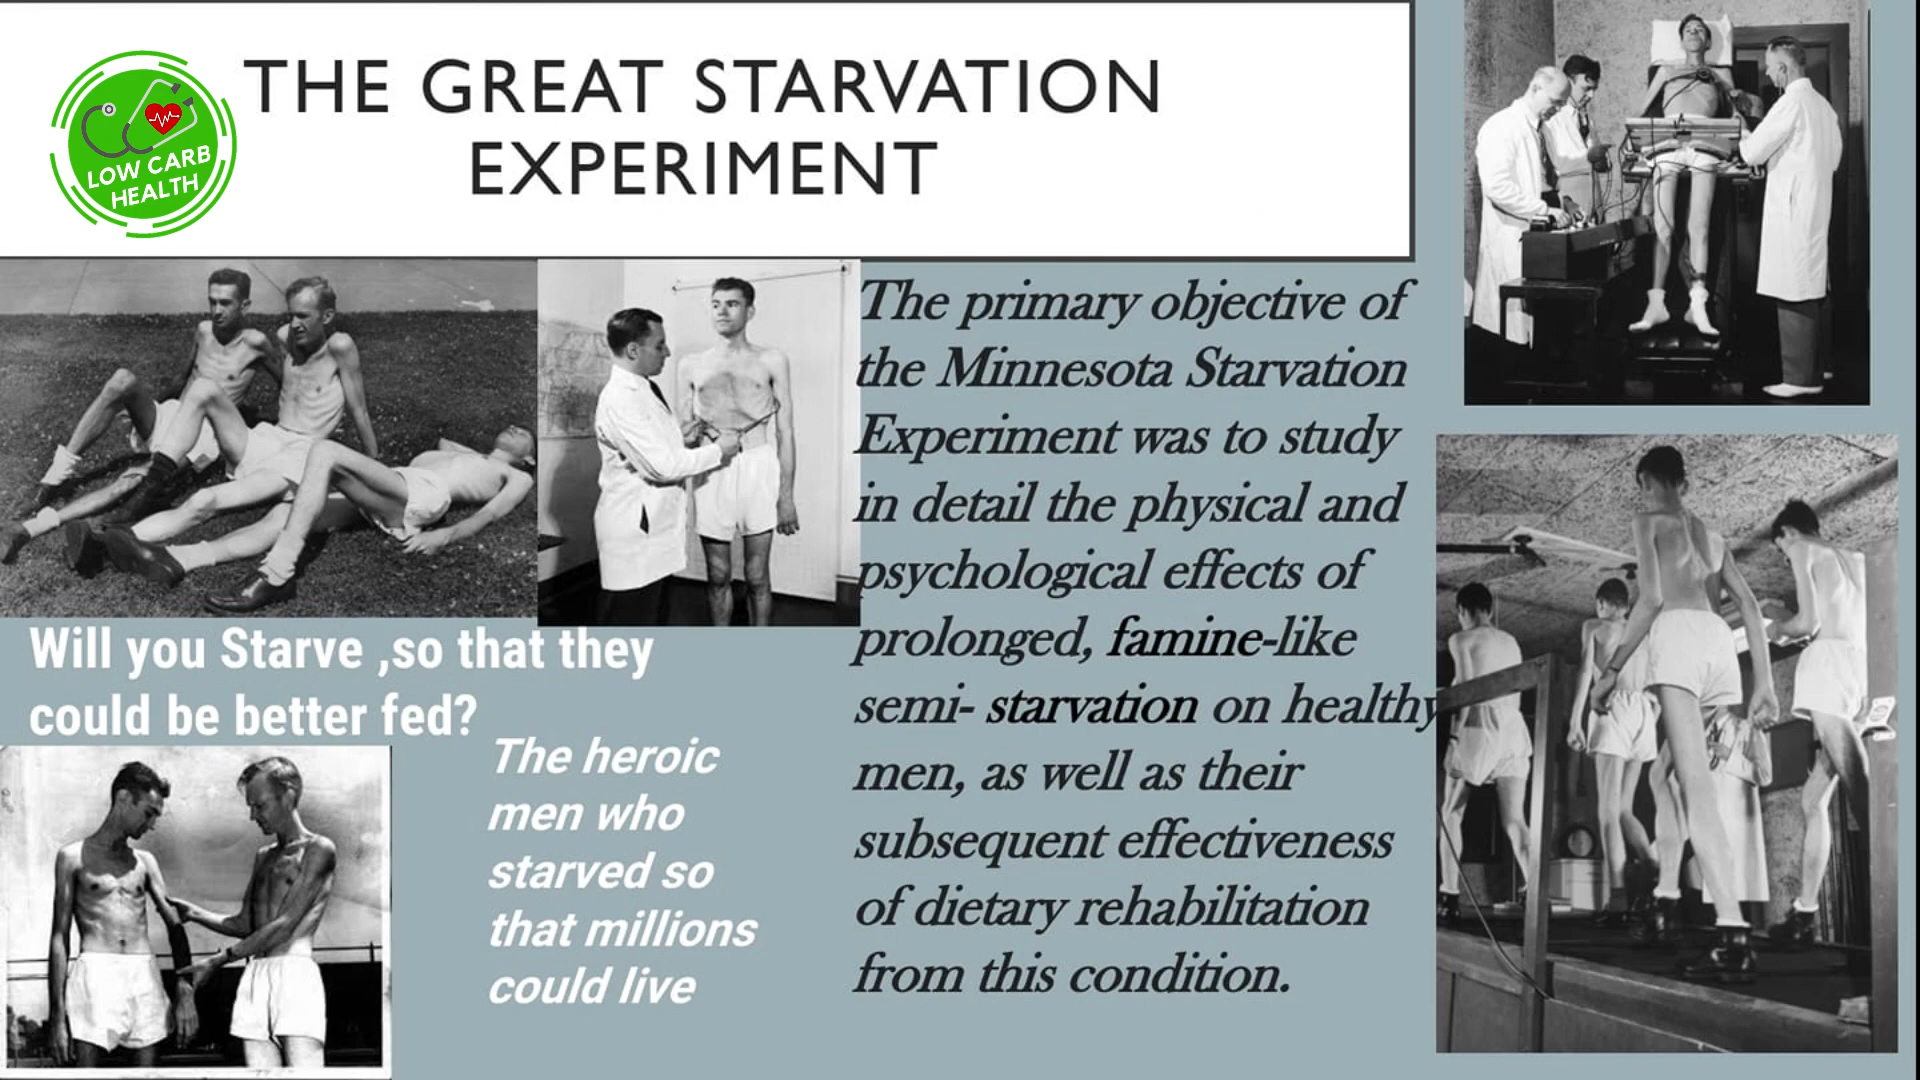 THE GREAT STARVATION
EXPERIMENT
LOW CARB
HEALTH
The primary objective of
the Minnesota Starvation
Experiment was to study
in detail the physical and
psychological effects of
prolonged, famine-like
semi- starvation on healthy
men, as well as their
subsequent effectiveness
of dietary rehabilitation
from this condition.
Will you Starve ,so that they
could be better fed?
The heroic
men who
starved so
that millions
could live